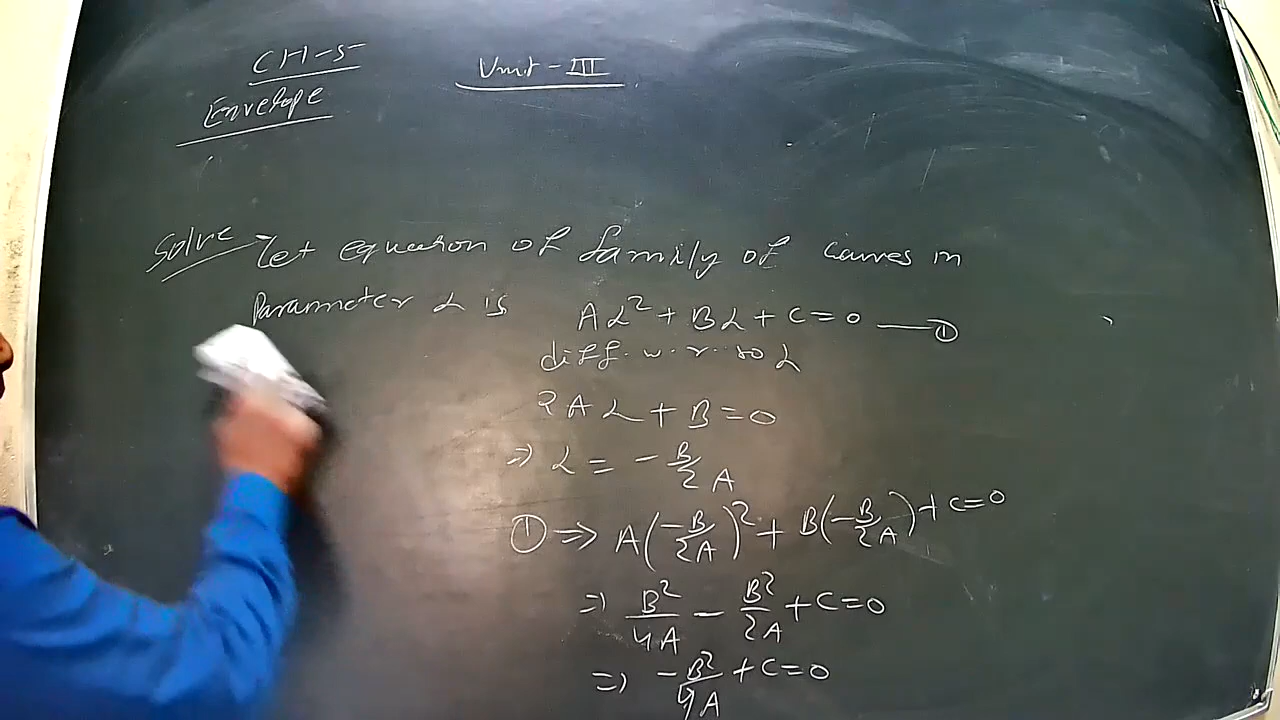 CH-5
Unit-III
Envelope
Solve Let equation of family of curves in
Parameter α is Aα² + Bα + C = 0 —①
diff. w.r. to α
2Aα + B = 0
⇒ α = -B/2A
① ⇒ A(-B/2A)² + B(-B/2A) + C = 0
⇒ B²/4A - B²/2A + C = 0
⇒ -B²/4A + C = 0